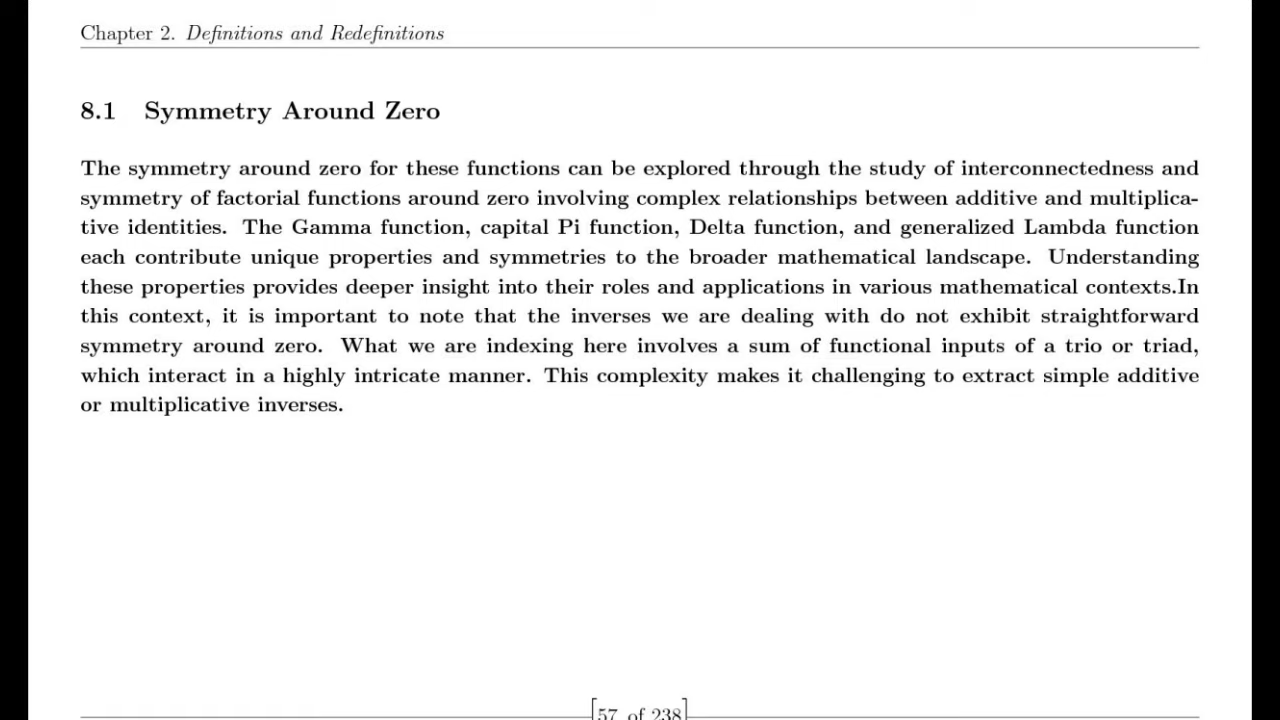 Chapter 2. Definitions and Redefinitions
8.1 Symmetry Around Zero
The symmetry around zero for these functions can be explored through the study of interconnectedness and
symmetry of factorial functions around zero involving complex relationships between additive and multiplica-
tive identities. The Gamma function, capital Pi function, Delta function, and generalized Lambda function
each contribute unique properties and symmetries to the broader mathematical landscape. Understanding
these properties provides deeper insight into their roles and applications in various mathematical contexts.In
this context, it is important to note that the inverses we are dealing with do not exhibit straightforward
symmetry around zero. What we are indexing here involves a sum of functional inputs of a trio or triad,
which interact in a highly intricate manner. This complexity makes it challenging to extract simple additive
or multiplicative inverses.
[57 of 238]